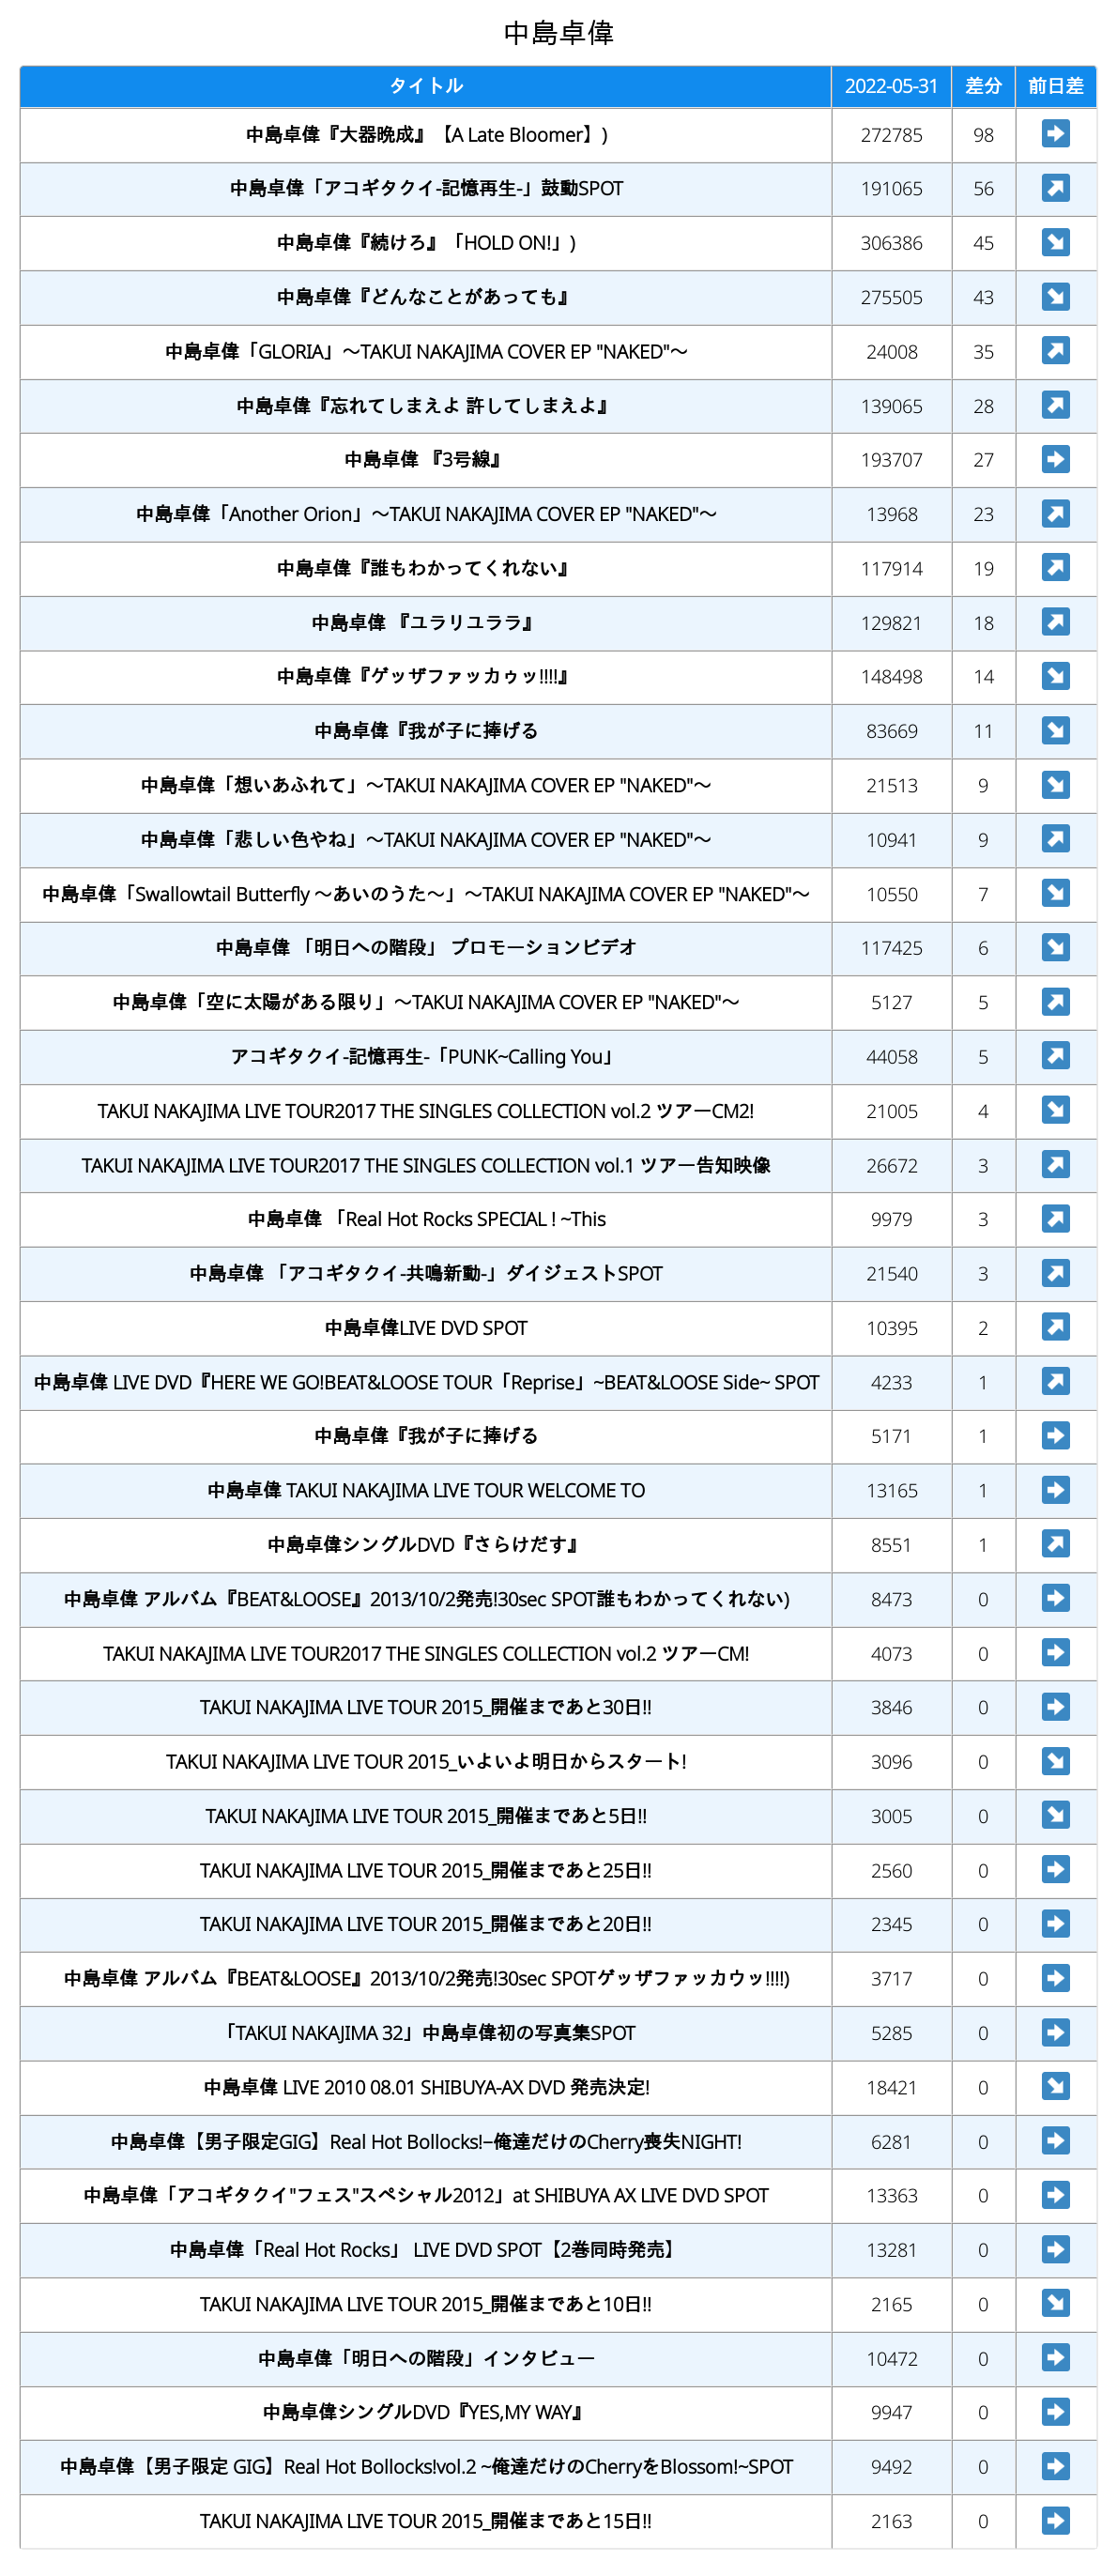 中島卓偉
タイトル 2022-05-31 差分 前日差
中島卓偉『大器晩成』【A Late Bloomer】) 272785 98 ➡
中島卓偉「アコギタクイ-記憶再生-」鼓動SPOT 191065 56 ↗
中島卓偉『続けろ』「HOLD ON!」) 306386 45 ↘
中島卓偉『どんなことがあっても』 275505 43 ↘
中島卓偉「GLORIA」〜TAKUI NAKAJIMA COVER EP "NAKED"〜 24008 35 ↗
中島卓偉『忘れてしまえよ 許してしまえよ』 139065 28 ↗
中島卓偉 『3号線』 193707 27 ➡
中島卓偉「Another Orion」〜TAKUI NAKAJIMA COVER EP "NAKED"〜 13968 23 ↗
中島卓偉『誰もわかってくれない』 117914 19 ↗
中島卓偉 『ユラリユララ』 129821 18 ↗
中島卓偉『ゲッザファッカゥッ!!!!』 148498 14 ↘
中島卓偉『我が子に捧げる 83669 11 ↘
中島卓偉「想いあふれて」〜TAKUI NAKAJIMA COVER EP "NAKED"〜 21513 9 ↘
中島卓偉「悲しい色やね」〜TAKUI NAKAJIMA COVER EP "NAKED"〜 10941 9 ↗
中島卓偉「Swallowtail Butterfly 〜あいのうた〜」〜TAKUI NAKAJIMA COVER EP "NAKED"〜 10550 7 ↘
中島卓偉 「明日への階段」 プロモーションビデオ 117425 6 ↘
中島卓偉「空に太陽がある限り」〜TAKUI NAKAJIMA COVER EP "NAKED"〜 5127 5 ↗
アコギタクイ-記憶再生-「PUNK~Calling You」 44058 5 ↗
TAKUI NAKAJIMA LIVE TOUR2017 THE SINGLES COLLECTION vol.2 ツアーCM2! 21005 4 ↘
TAKUI NAKAJIMA LIVE TOUR2017 THE SINGLES COLLECTION vol.1 ツアー告知映像 26672 3 ↗
中島卓偉 「Real Hot Rocks SPECIAL ! ~This 9979 3 ↗
中島卓偉 「アコギタクイ-共鳴新動-」ダイジェストSPOT 21540 3 ↗
中島卓偉LIVE DVD SPOT 10395 2 ↗
中島卓偉 LIVE DVD『HERE WE GO!BEAT&LOOSE TOUR「Reprise」~BEAT&LOOSE Side~ SPOT 4233 1 ↗
中島卓偉『我が子に捧げる 5171 1 ➡
中島卓偉 TAKUI NAKAJIMA LIVE TOUR WELCOME TO 13165 1 ➡
中島卓偉シングルDVD『さらけだす』 8551 1 ↗
中島卓偉 アルバム『BEAT&LOOSE』2013/10/2発売!30sec SPOT誰もわかってくれない) 8473 0 ➡
TAKUI NAKAJIMA LIVE TOUR2017 THE SINGLES COLLECTION vol.2 ツアーCM! 4073 0 ➡
TAKUI NAKAJIMA LIVE TOUR 2015_開催まであと30日!! 3846 0 ➡
TAKUI NAKAJIMA LIVE TOUR 2015_いよいよ明日からスタート! 3096 0 ↘
TAKUI NAKAJIMA LIVE TOUR 2015_開催まであと5日!! 3005 0 ↘
TAKUI NAKAJIMA LIVE TOUR 2015_開催まであと25日!! 2560 0 ➡
TAKUI NAKAJIMA LIVE TOUR 2015_開催まであと20日!! 2345 0 ➡
中島卓偉 アルバム『BEAT&LOOSE』2013/10/2発売!30sec SPOTゲッザファッカウッ!!!!) 3717 0 ➡
「TAKUI NAKAJIMA 32」中島卓偉初の写真集SPOT 5285 0 ➡
中島卓偉 LIVE 2010 08.01 SHIBUYA-AX DVD 発売決定! 18421 0 ↘
中島卓偉【男子限定GIG】Real Hot Bollocks!−俺達だけのCherry喪失NIGHT! 6281 0 ➡
中島卓偉「アコギタクイ"フェス"スペシャル2012」at SHIBUYA AX LIVE DVD SPOT 13363 0 ➡
中島卓偉「Real Hot Rocks」 LIVE DVD SPOT【2巻同時発売】 13281 0 ➡
TAKUI NAKAJIMA LIVE TOUR 2015_開催まであと10日!! 2165 0 ↘
中島卓偉「明日への階段」インタビュー 10472 0 ➡
中島卓偉シングルDVD『YES,MY WAY』 9947 0 ➡
中島卓偉【男子限定 GIG】Real Hot Bollocks!vol.2 ~俺達だけのCherryをBlossom!~SPOT 9492 0 ➡
TAKUI NAKAJIMA LIVE TOUR 2015_開催まであと15日!! 2163 0 ➡